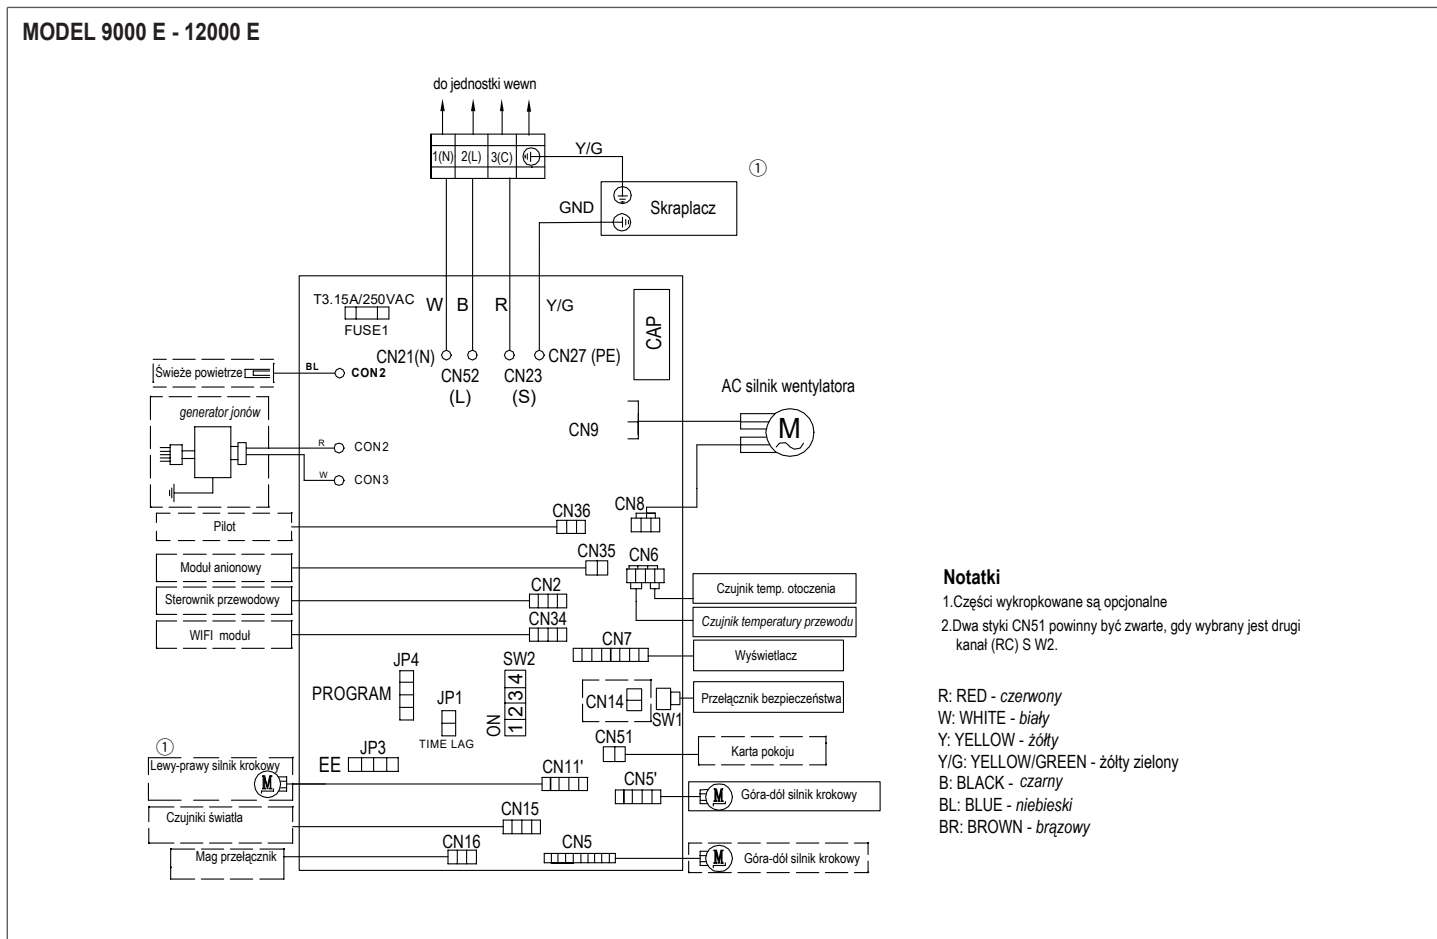 MODEL 9000 E - 12000 E
do jednostki wewn
1(N) 2(L) 3(C)
Y/G
①
GND
Skraplacz
T3.15A/250VAC
FUSE1
W B R Y/G
CAP
CN21(N)
CN52
(L)
CN23
(S)
CN27 (PE)
Świeże powietrze
BL
CON2
AC silnik wentylatora
M
CN9
generator jonów
R
CON2
W
CON3
CN36
CN8
Pilot
CN35
CN6
Moduł anionowy
Czujnik temp. otoczenia
CN2
Sterownik przewodowy
Czujnik temperatury przewodu
CN34
WIFI moduł
CN7
Wyświetlacz
JP4
SW2
PROGRAM
JP1
ON
1 2 3 4
CN14
SW1
Przełącznik bezpieczeństwa
TIME LAG
CN51
Karta pokoju
①
JP3
EE
Lewy-prawy silnik krokowy
M
CN11'
CN5'
M
Góra-dół silnik krokowy
Czujniki światła
CN15
CN16
Mag przełącznik
CN5
M
Góra-dół silnik krokowy
Notatki
1.Części wykropkowane są opcjonalne
2.Dwa styki CN51 powinny być zwarte, gdy wybrany jest drugi
kanał (RC) S W2.
R: RED - czerwony
W: WHITE - biały
Y: YELLOW - żółty
Y/G: YELLOW/GREEN - żółty zielony
B: BLACK - czarny
BL: BLUE - niebieski
BR: BROWN - brązowy